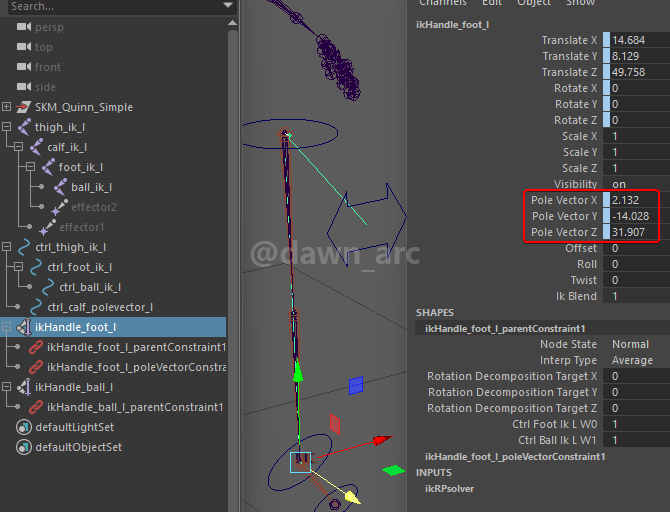 Search...
persp
top
front
side
SKM_Quinn_Simple
thigh_ik_l
calf_ik_l
foot_ik_l
ball_ik_l
effector2
effector1
ctrl_thigh_ik_l
ctrl_foot_ik_l
ctrl_ball_ik_l
ctrl_calf_polevector_l
ikHandle_foot_l
ikHandle_foot_l_parentConstraint1
ikHandle_foot_l_poleVectorConstra
ikHandle_ball_l
ikHandle_ball_l_parentConstraint1
defaultLightSet
defaultObjectSet
@dawn_arc
Channels Edit Object Show
ikHandle_foot_l
Translate X 14.684
Translate Y 8.129
Translate Z 49.758
Rotate X 0
Rotate Y 0
Rotate Z 0
Scale X 1
Scale Y 1
Scale Z 1
Visibility on
Pole Vector X 2.132
Pole Vector Y -14.028
Pole Vector Z 31.907
Offset 0
Roll 0
Twist 0
Ik Blend 1
SHAPES
ikHandle_foot_l_parentConstraint1
Node State Normal
Interp Type Average
Rotation Decomposition Target X 0
Rotation Decomposition Target Y 0
Rotation Decomposition Target Z 0
Ctrl Foot Ik L W0 1
Ctrl Ball Ik L W1 1
ikHandle_foot_l_poleVectorConstraint1
INPUTS
ikRPsolver